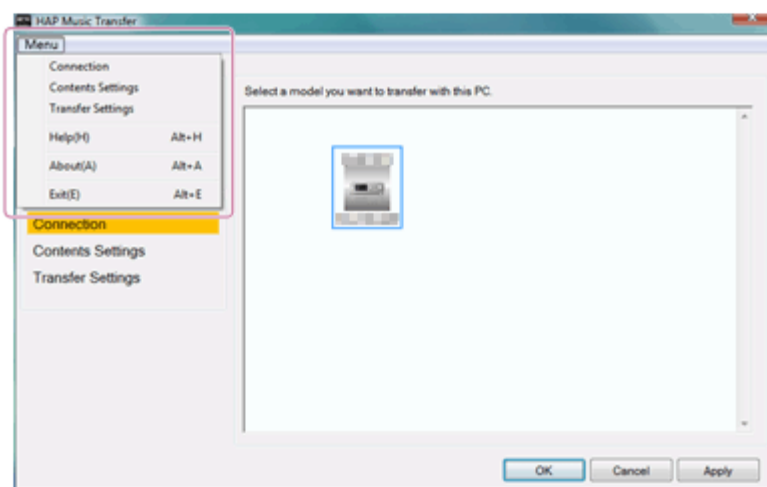 HAP Music Transfer
Menu
Connection
Contents Settings
Transfer Settings
Help(H) Alt+H
About(A) Alt+A
Exit(E) Alt+E
Connection
Contents Settings
Transfer Settings
Select a model you want to transfer with this PC.
OK Cancel Apply